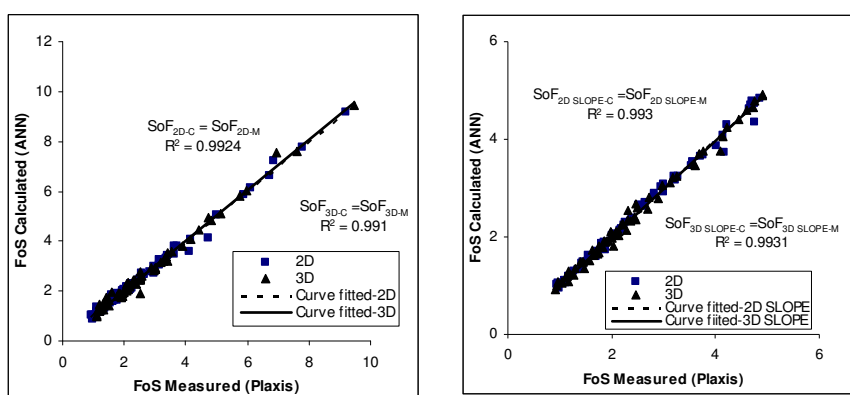 12
10
8
6
4
2
0
0
2
4
6
8
10
FoS Calculated (ANN)
FoS Measured (Plaxis)
SoF2D-C = SoF2D-M
R2 = 0.9924
SoF3D-C =SoF3D-M
R2 = 0.991
2D
3D
Curve fitted-2D
Curve fitted-3D
6
4
2
0
0
2
4
6
FoS Calculated (ANN)
FoS Measured (Plaxis)
SoF2D SLOPE-C =SoF2D SLOPE-M
R2 = 0.993
SoF3D SLOPE-C =SoF3D SLOPE-M
R2 = 0.9931
2D
3D
Curve fiitted-2D SLOPE
Curve fiitted-3D SLOPE